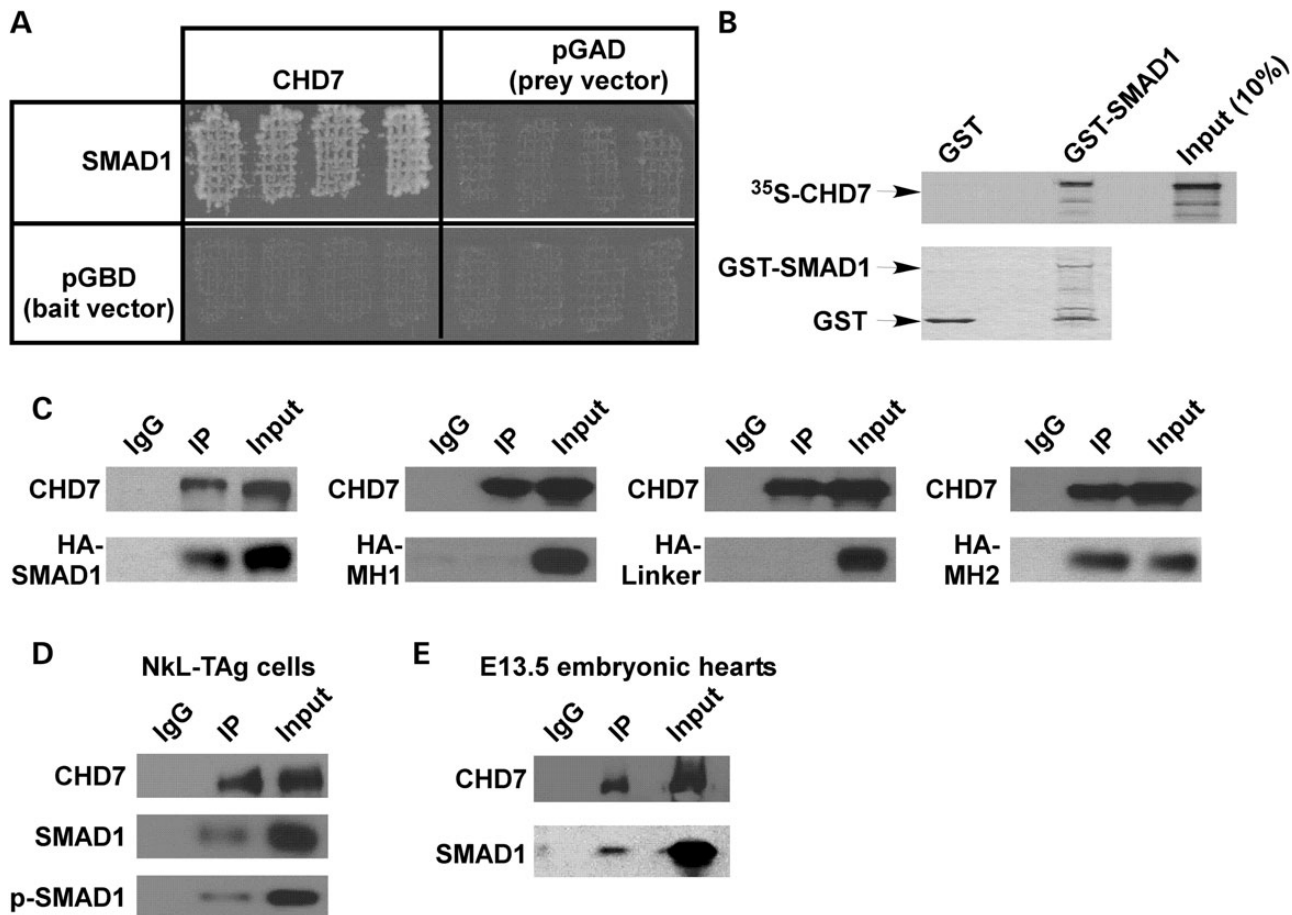 A
CHD7
pGAD
(prey vector)
SMAD1
pGBD
(bait vector)
B
GST
GST-SMAD1
Input (10%)
35S-CHD7
GST-SMAD1
GST
C
IgG
IP
Input
CHD7
HA-
SMAD1
IgG
IP
Input
CHD7
HA-
MH1
IgG
IP
Input
CHD7
HA-
Linker
IgG
IP
Input
CHD7
HA-
MH2
D
NkL-TAg cells
IgG
IP
Input
CHD7
SMAD1
p-SMAD1
E
E13.5 embryonic hearts
IgG
IP
Input
CHD7
SMAD1